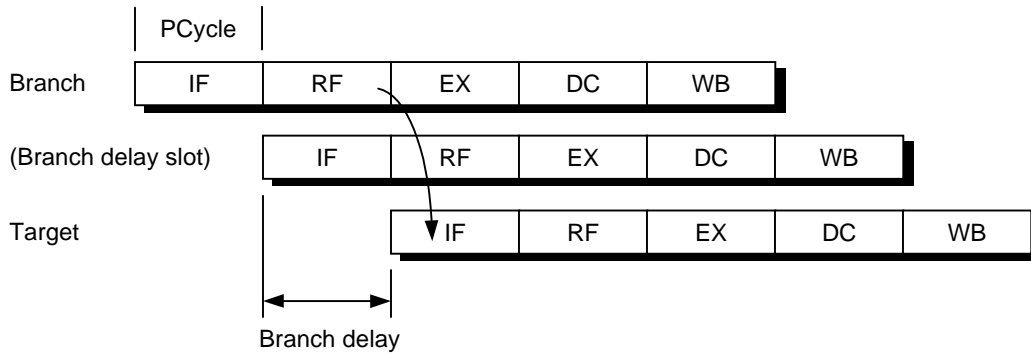 PCycle
Branch IF RF EX DC WB
(Branch delay slot) IF RF EX DC WB
Target IF RF EX DC WB
Branch delay